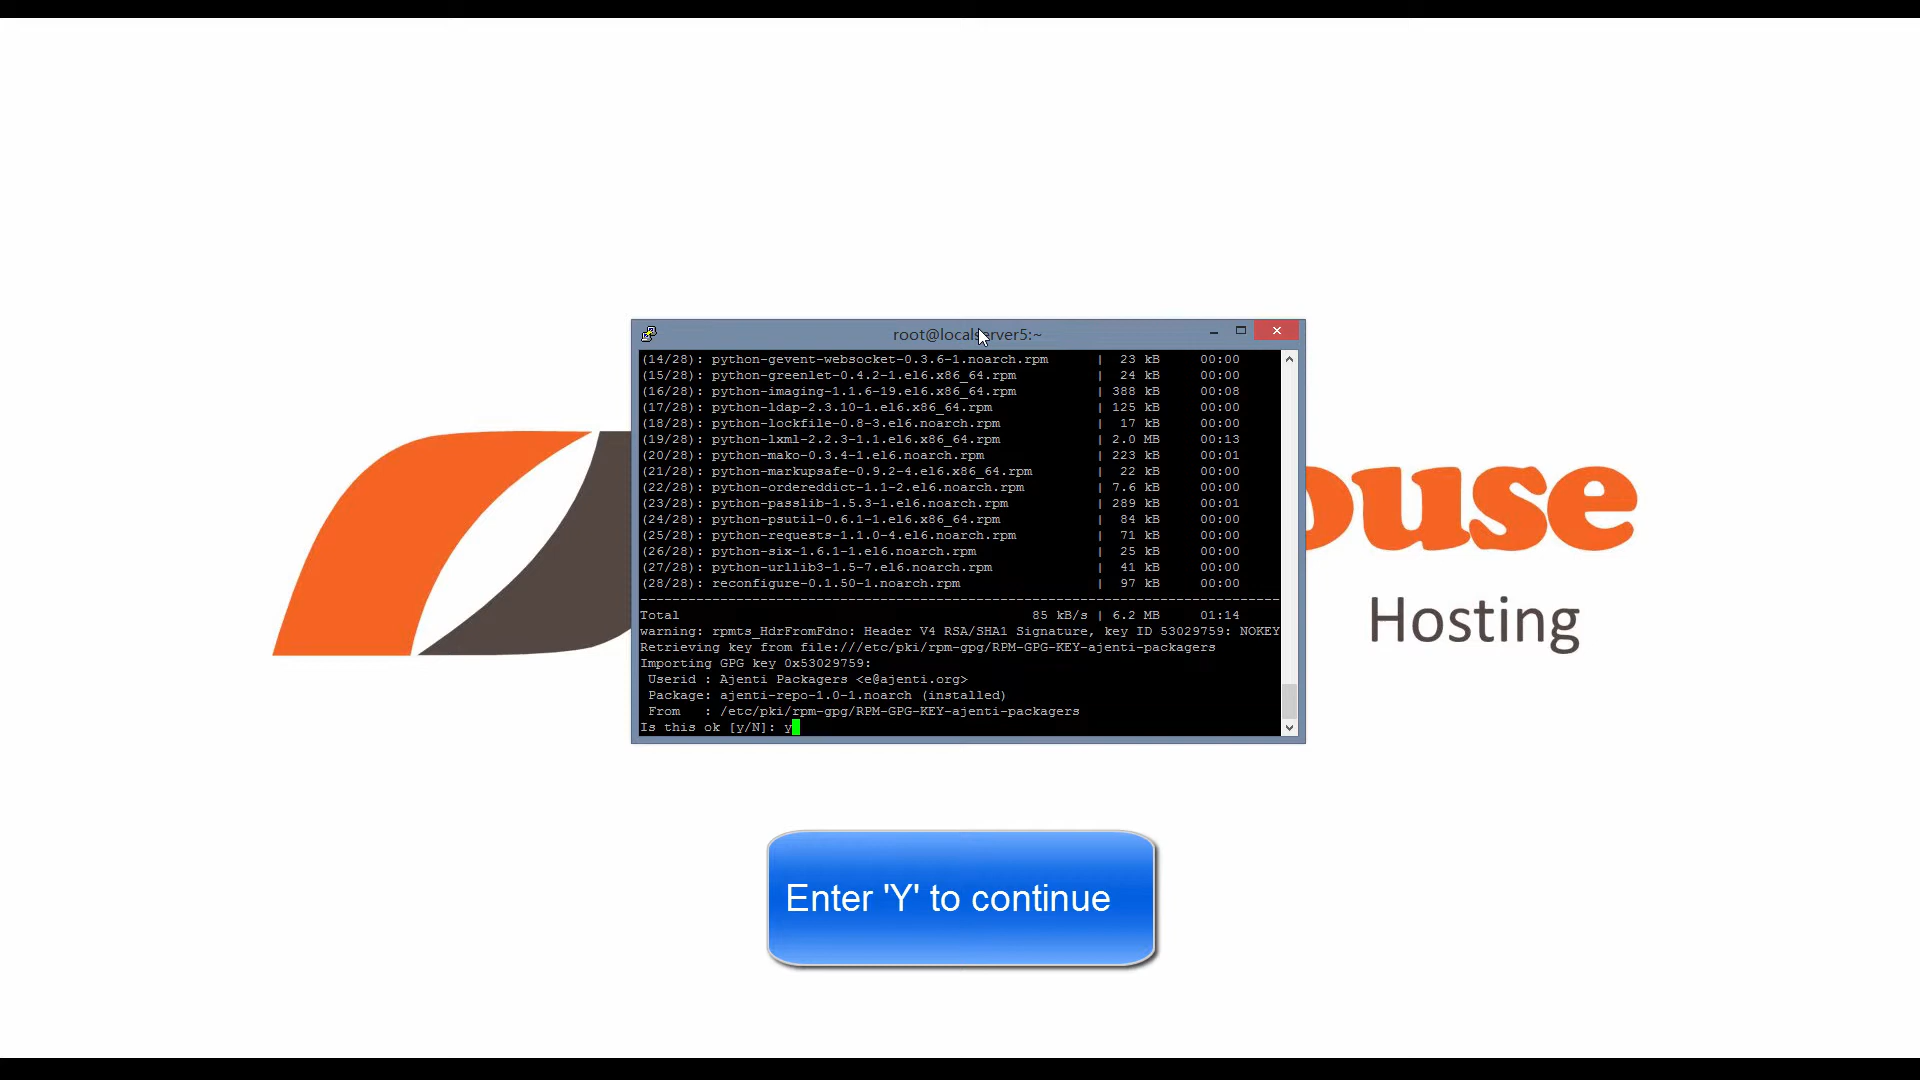 root@localserver5:~
(14/28): python-gevent-websocket-0.3.6-1.noarch.rpm | 23 kB 00:00
(15/28): python-greenlet-0.4.2-1.el6.x86_64.rpm | 24 kB 00:00
(16/28): python-imaging-1.1.6-19.el6.x86_64.rpm | 388 kB 00:08
(17/28): python-ldap-2.3.10-1.el6.x86_64.rpm | 125 kB 00:00
(18/28): python-lockfile-0.8-3.el6.noarch.rpm | 17 kB 00:00
(19/28): python-lxml-2.2.3-1.1.el6.x86_64.rpm | 2.0 MB 00:13
(20/28): python-mako-0.3.4-1.el6.noarch.rpm | 223 kB 00:01
(21/28): python-markupsafe-0.9.2-4.el6.x86_64.rpm | 22 kB 00:00
(22/28): python-ordereddict-1.1-2.el6.noarch.rpm | 7.6 kB 00:00
(23/28): python-passlib-1.5.3-1.el6.noarch.rpm | 289 kB 00:01
(24/28): python-psutil-0.6.1-1.el6.x86_64.rpm | 84 kB 00:00
(25/28): python-requests-1.1.0-4.el6.noarch.rpm | 71 kB 00:00
(26/28): python-six-1.6.1-1.el6.noarch.rpm | 25 kB 00:00
(27/28): python-urllib3-1.5-7.el6.noarch.rpm | 41 kB 00:00
(28/28): reconfigure-0.1.50-1.noarch.rpm | 97 kB 00:00
--------------------------------------------------------------------------------
Total 85 kB/s | 6.2 MB 01:14
warning: rpmts_HdrFromFdno: Header V4 RSA/SHA1 Signature, key ID 53029759: NOKEY
Retrieving key from file:///etc/pki/rpm-gpg/RPM-GPG-KEY-ajenti-packagers
Importing GPG key 0x53029759:
Userid : Ajenti Packagers <e@ajenti.org>
Package: ajenti-repo-1.0-1.noarch (installed)
From : /etc/pki/rpm-gpg/RPM-GPG-KEY-ajenti-packagers
Is this ok [y/N]: y
ouse
Hosting
Enter 'Y' to continue